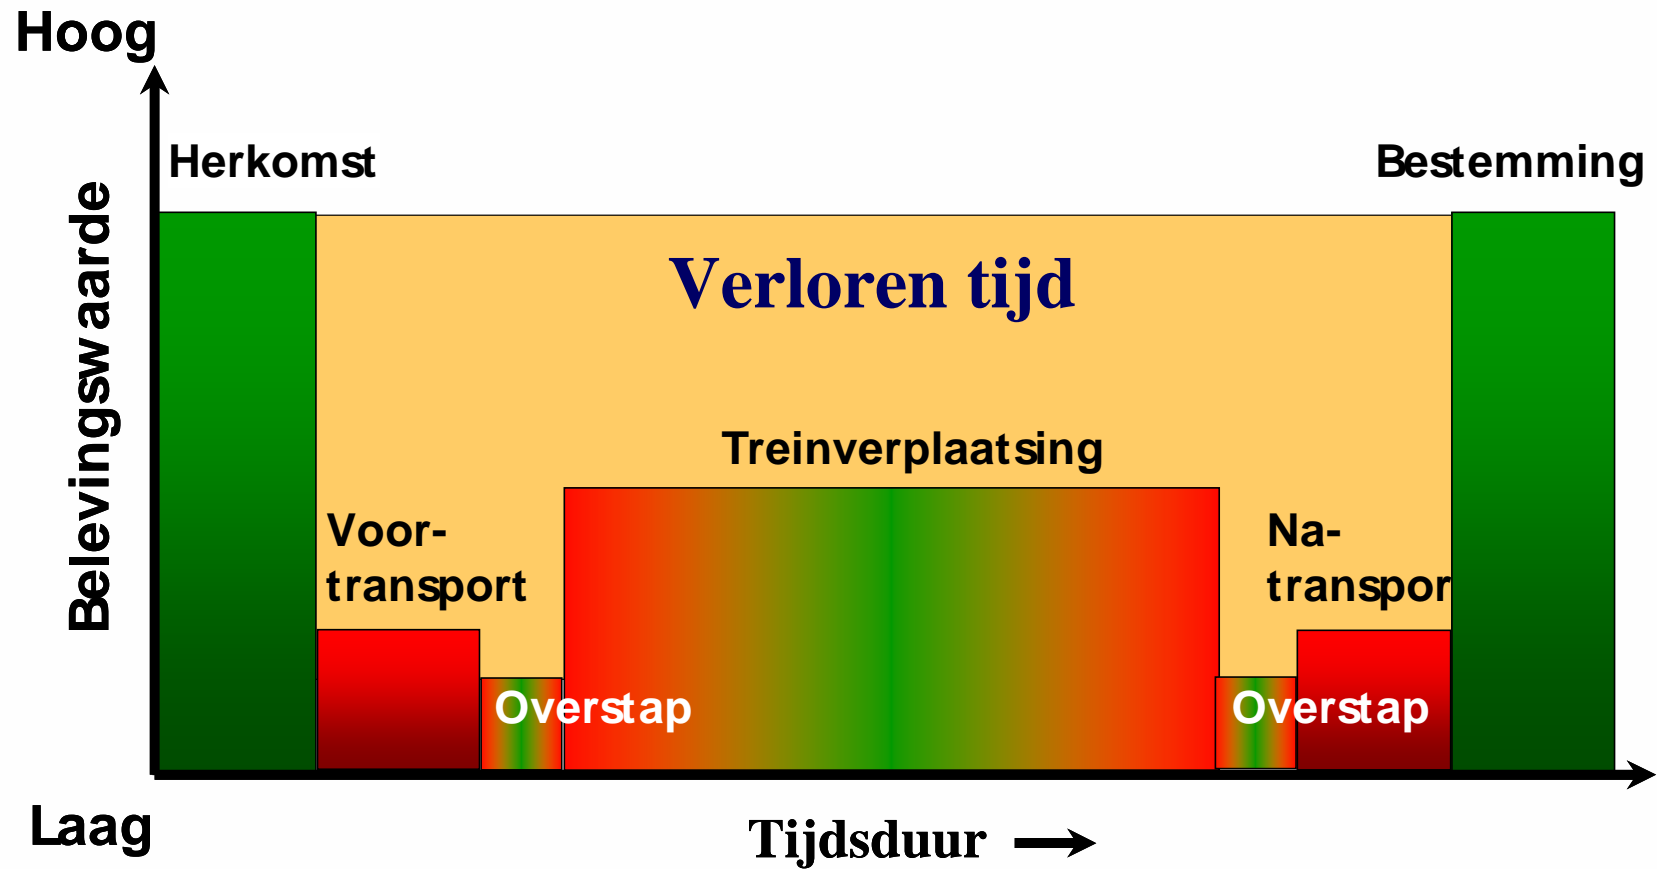 Hoog
Herkomst
Bestemming
Belevingswaarde
Verloren tijd
Treinverplaatsing
Voor-
transport
Na-
transpor
Overstap
Overstap
Laag
Tijdsduur